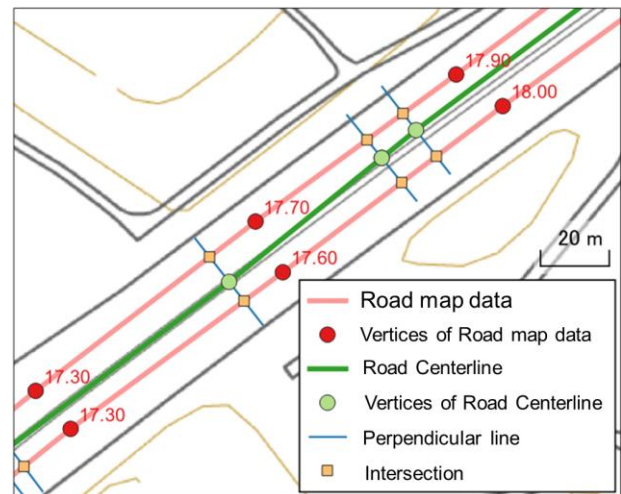 17.90
18.00
17.70
17.60
20 m
17.30
17.30
Road map data
Vertices of Road map data
Road Centerline
Vertices of Road Centerline
Perpendicular line
Intersection